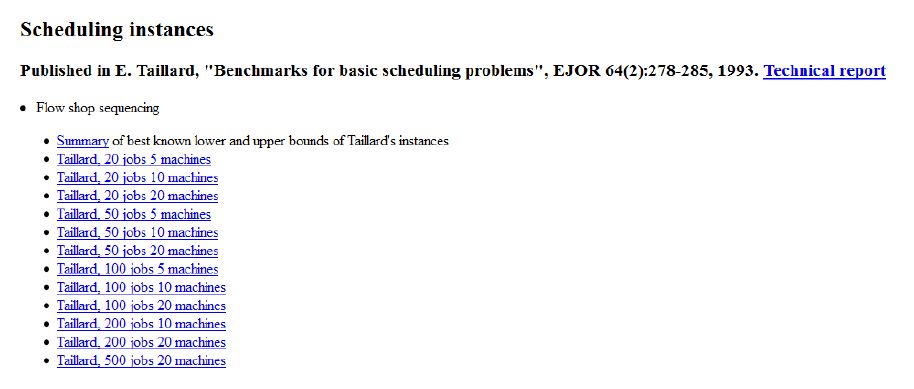 Scheduling instances
Published in E. Taillard, "Benchmarks for basic scheduling problems", EJOR 64(2):278-285, 1993. Technical report
Flow shop sequencing
Summary of best known lower and upper bounds of Taillard's instances
Taillard, 20 jobs 5 machines
Taillard, 20 jobs 10 machines
Taillard, 20 jobs 20 machines
Taillard, 50 jobs 5 machines
Taillard, 50 jobs 10 machines
Taillard, 50 jobs 20 machines
Taillard, 100 jobs 5 machines
Taillard, 100 jobs 10 machines
Taillard, 100 jobs 20 machines
Taillard, 200 jobs 10 machines
Taillard, 200 jobs 20 machines
Taillard, 500 jobs 20 machines